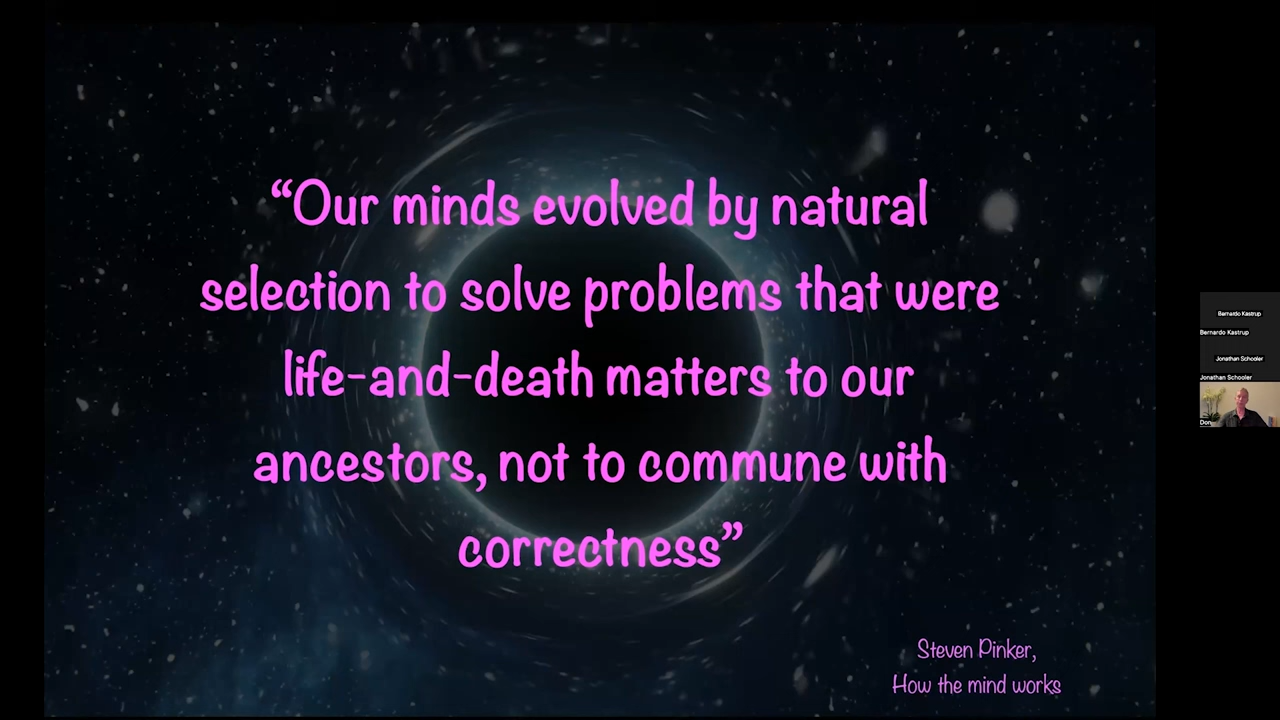 “Our minds evolved by natural
selection to solve problems that were
life-and-death matters to our
ancestors, not to commune with
correctness”
Steven Pinker,
How the mind works
Bernardo Kastrup
Bernardo Kastrup
Jonathan Schooler
Jonathan Schooler
Don